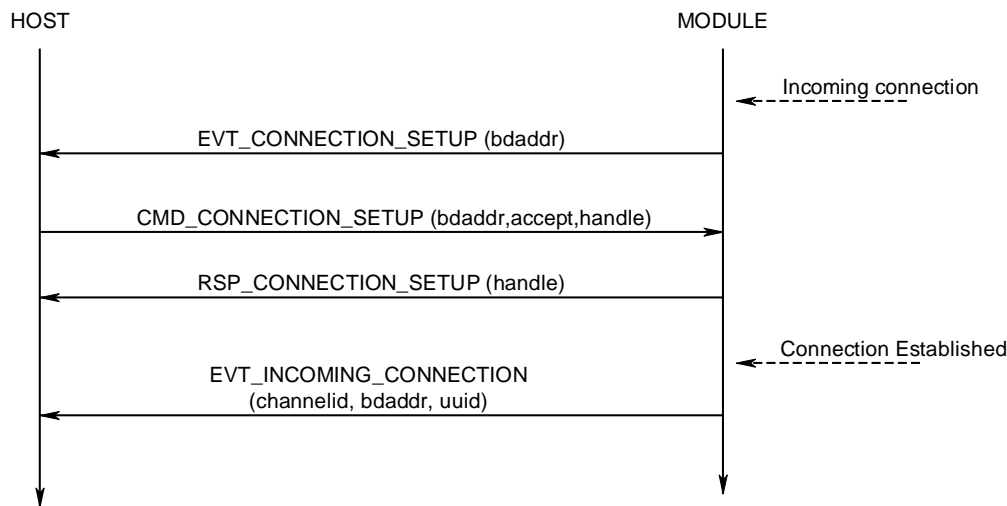 HOST
MODULE
Incoming connection
EVT_CONNECTION_SETUP (bdaddr)
CMD_CONNECTION_SETUP (bdaddr,accept,handle)
RSP_CONNECTION_SETUP (handle)
Connection Established
EVT_INCOMING_CONNECTION
(channelid, bdaddr, uuid)